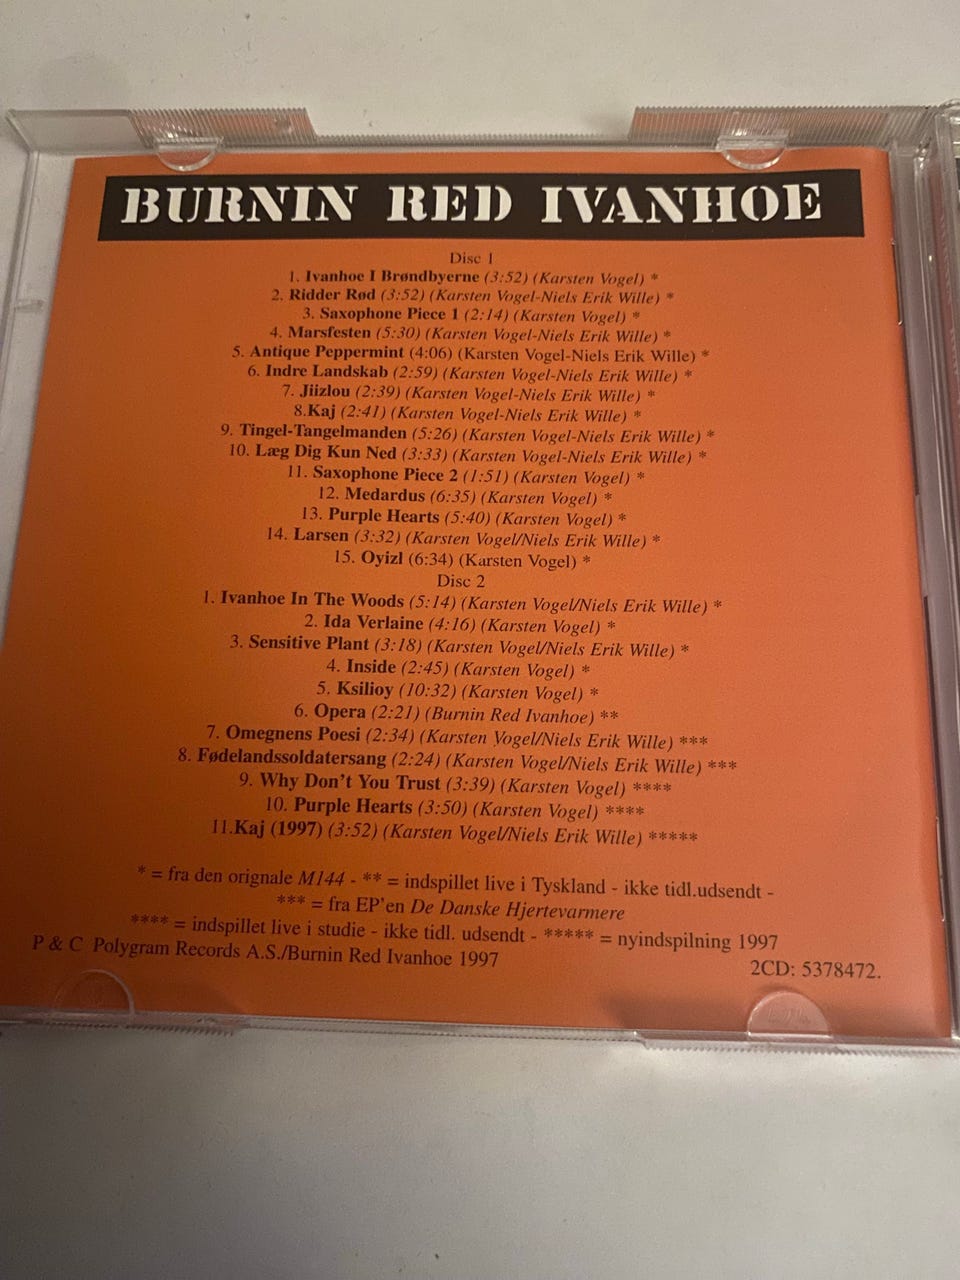 BURNIN RED IVANHOE
Disc 1
1. Ivanhoe I Brøndbyerne (3:52) (Karsten Vogel) *
2. Ridder Rød (3:52) (Karsten Vogel-Niels Erik Wille) *
3. Saxophone Piece 1 (2:14) (Karsten Vogel) *
4. Marsfesten (5:30) (Karsten Vogel-Niels Erik Wille) *
5. Antique Peppermint (4:06) (Karsten Vogel-Niels Erik Wille) *
6. Indre Landskab (2:59) (Karsten Vogel-Niels Erik Wille) *
7. Jiizlou (2:39) (Karsten Vogel-Niels Erik Wille) *
8.Kaj (2:41) (Karsten Vogel-Niels Erik Wille) *
9. Tingel-Tangelmanden (5:26) (Karsten Vogel-Niels Erik Wille) *
10. Læg Dig Kun Ned (3:33) (Karsten Vogel-Niels Erik Wille) *
11. Saxophone Piece 2 (1:51) (Karsten Vogel) *
12. Medardus (6:35) (Karsten Vogel) *
13. Purple Hearts (5:40) (Karsten Vogel) *
14. Larsen (3:32) (Karsten Vogel/Niels Erik Wille) *
15. Oyizl (6:34) (Karsten Vogel) *
Disc 2
1. Ivanhoe In The Woods (5:14) (Karsten Vogel/Niels Erik Wille) *
2. Ida Verlaine (4:16) (Karsten Vogel) *
3. Sensitive Plant (3:18) (Karsten Vogel/Niels Erik Wille) *
4. Inside (2:45) (Karsten Vogel) *
5. Ksilioy (10:32) (Karsten Vogel) *
6. Opera (2:21) (Burnin Red Ivanhoe) **
7. Omegnens Poesi (2:34) (Karsten Vogel/Niels Erik Wille) ***
8. Fødelandssoldatersang (2:24) (Karsten Vogel/Niels Erik Wille) ***
9. Why Don't You Trust (3:39) (Karsten Vogel) ****
10. Purple Hearts (3:50) (Karsten Vogel) ****
11.Kaj (1997) (3:52) (Karsten Vogel/Niels Erik Wille) *****
* = fra den orignale M144 - ** = indspillet live i Tyskland - ikke tidl.udsendt -
*** = fra EP'en De Danske Hjertevarmere
**** = indspillet live i studie - ikke tidl. udsendt - ***** = nyindspilning 1997
P & C Polygram Records A.S./Burnin Red Ivanhoe 1997
2CD: 5378472.